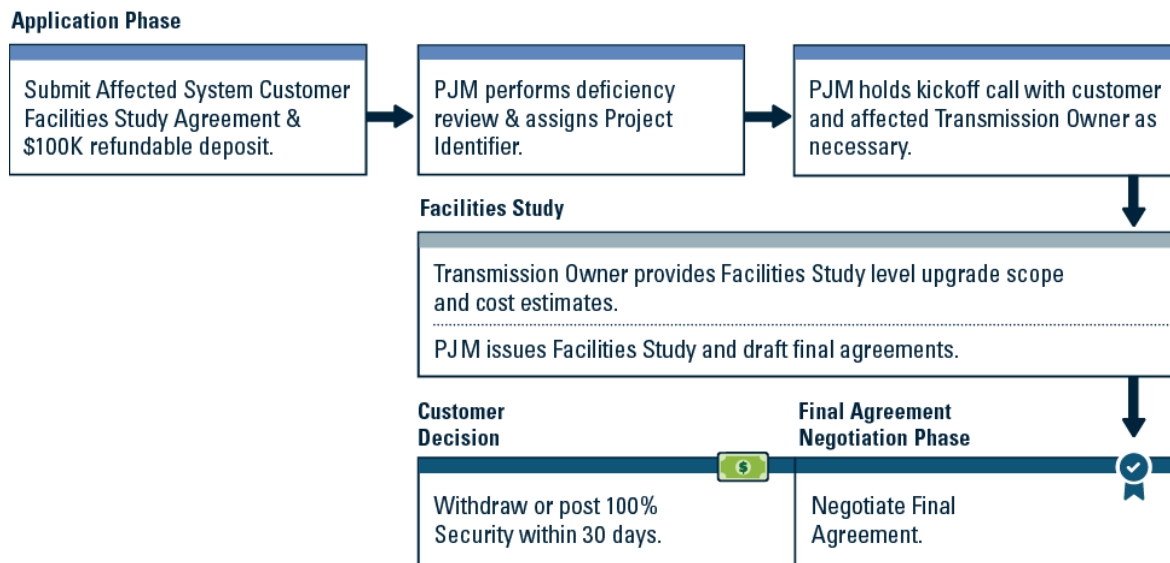 Application Phase
Submit Affected System Customer
Facilities Study Agreement &
$100K refundable deposit.
PJM performs deficiency
review & assigns Project
Identifier.
PJM holds kickoff call with customer
and affected Transmission Owner as
necessary.
Facilities Study
Transmission Owner provides Facilities Study level upgrade scope
and cost estimates.
PJM issues Facilities Study and draft final agreements.
Customer
Decision
$
Withdraw or post 100%
Security within 30 days.
Final Agreement
Negotiation Phase
Negotiate Final
Agreement.